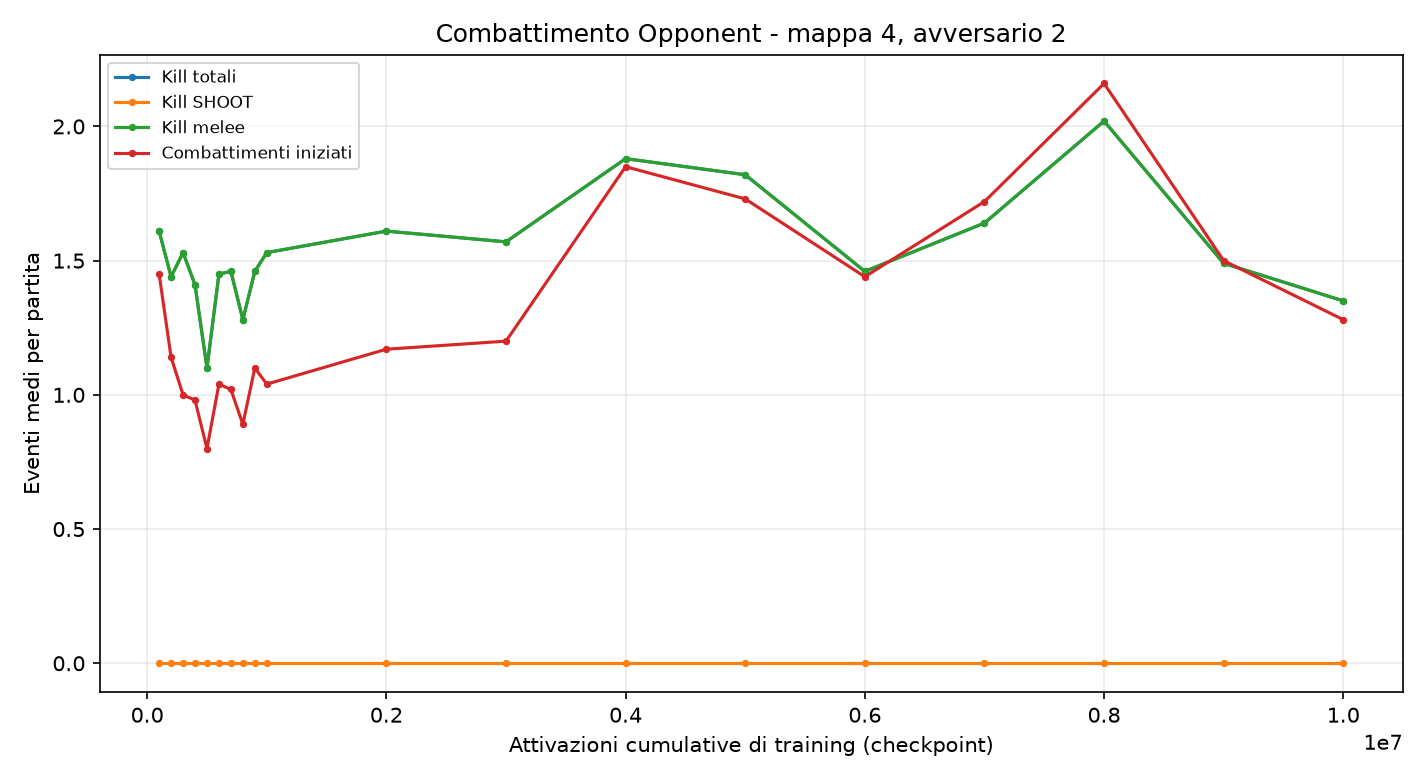 Combattimento Opponent - mappa 4, avversario 2
Kill totali
Kill SHOOT
Kill melee
Combattimenti iniziati
Eventi medi per partita
2.0
1.5
1.0
0.5
0.0
0.0 0.2 0.4 0.6 0.8 1.0
1e7
Attivazioni cumulative di training (checkpoint)